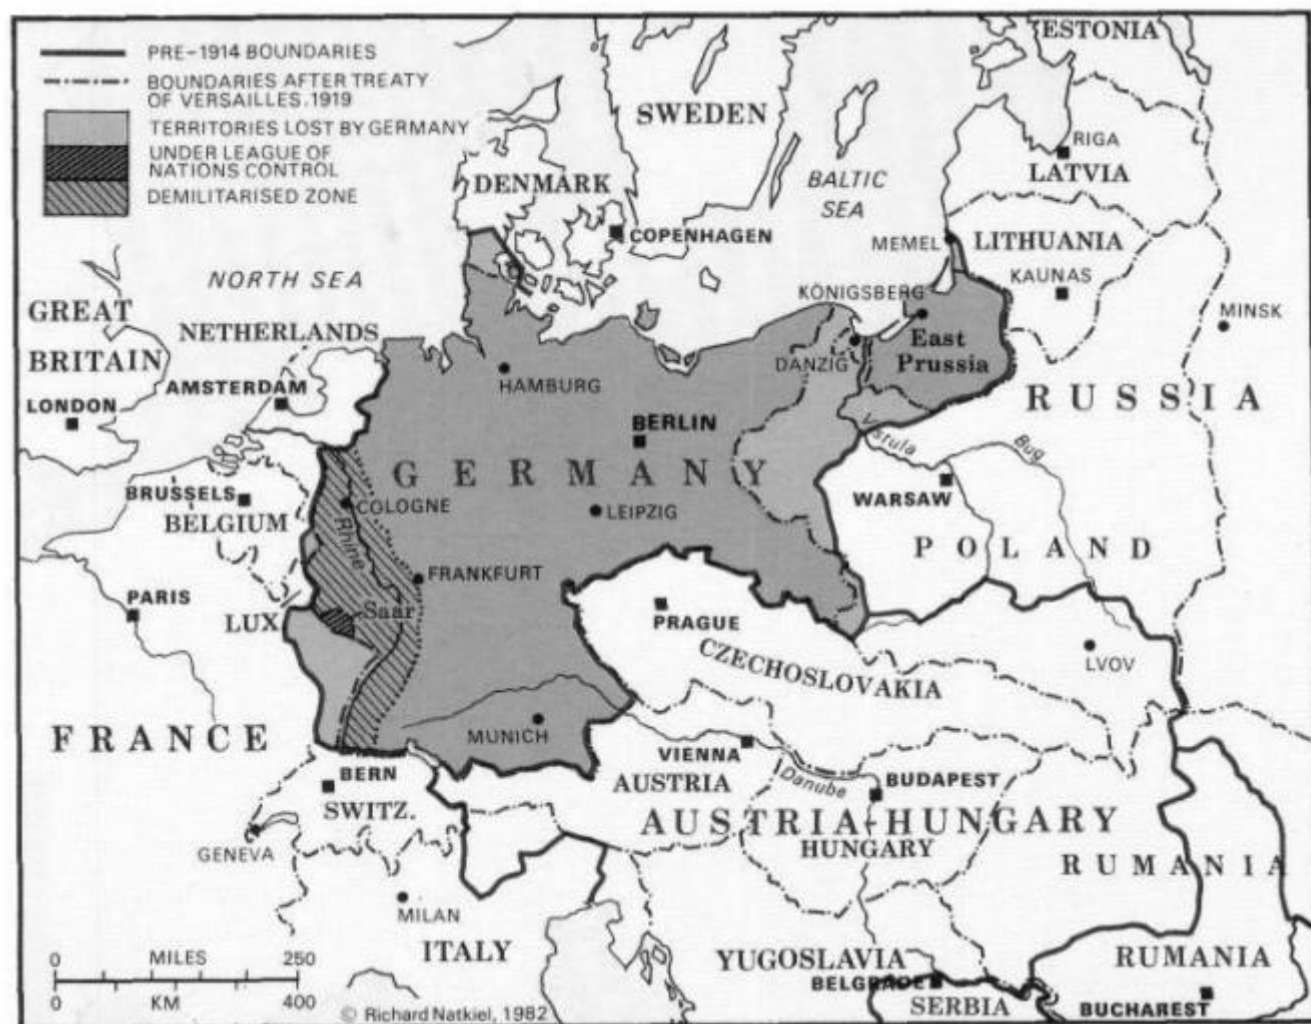 PRE-1914 BOUNDARIES
BOUNDARIES AFTER TREATY
OF VERSAILLES.1919
TERRITORIES LOST BY GERMANY
UNDER LEAGUE OF
NATIONS CONTROL
DEMILITARISED ZONE
ESTONIA
SWEDEN
RIGA
LATVIA
DENMARK
BALTIC
SEA
COPENHAGEN
MEMEL
LITHUANIA
KAUNAS
NORTH SEA
KÖNIGSBERG
MINSK
GREAT
BRITAIN
NETHERLANDS
East
Prussia
DANZIG
HAMBURG
AMSTERDAM
LONDON
RUSSIA
BERLIN
Vistula
Bug
GERMANY
WARSAW
BRUSSELS
BELGIUM
COLOGNE
Rhine
LEIPZIG
POLAND
FRANKFURT
PARIS
LUX
Saar
PRAGUE
CZECHOSLOVAKIA
LVOV
FRANCE
MUNICH
VIENNA
BERN
AUSTRIA
Danube
BUDAPEST
SWITZ.
AUSTRIA-HUNGARY
HUNGARY
GENEVA
RUMANIA
MILAN
ITALY
YUGOSLAVIA
RUMANIA
BELGRADE
SERBIA
BUCHAREST
0 MILES 250
0 KM 400
© Richard Natkiel, 1982